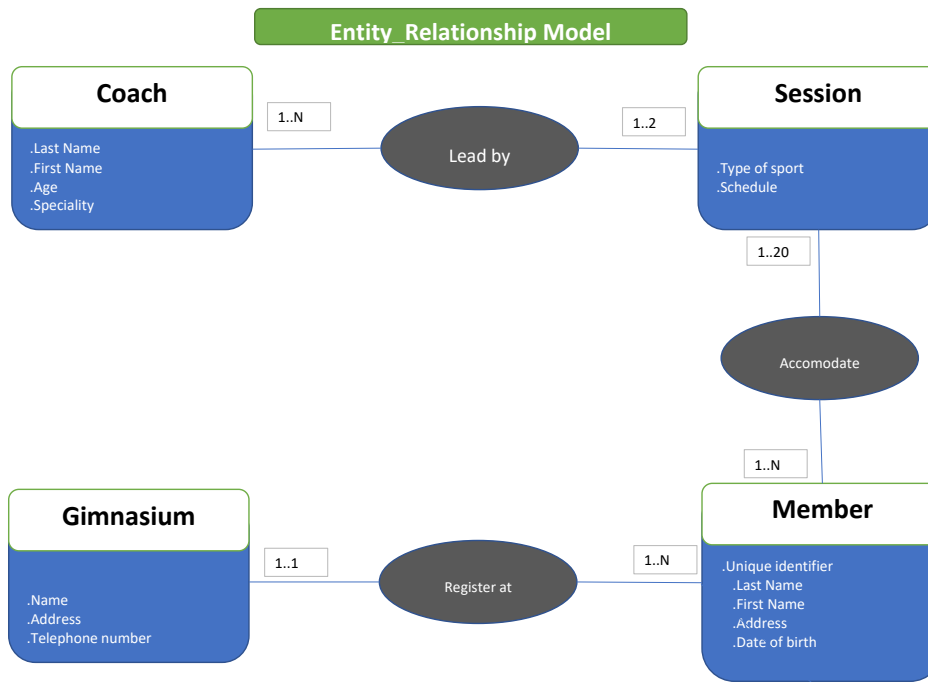 Entity_Relationship Model
Coach
.Last Name
.First Name
.Age
.Speciality
1..N
Lead by
1..2
Session
.Type of sport
.Schedule
1..20
Accomodate
1..N
Gimnasium
.Name
.Address
.Telephone number
1..1
Register at
1..N
Member
.Unique identifier
.Last Name
.First Name
.Address
.Date of birth